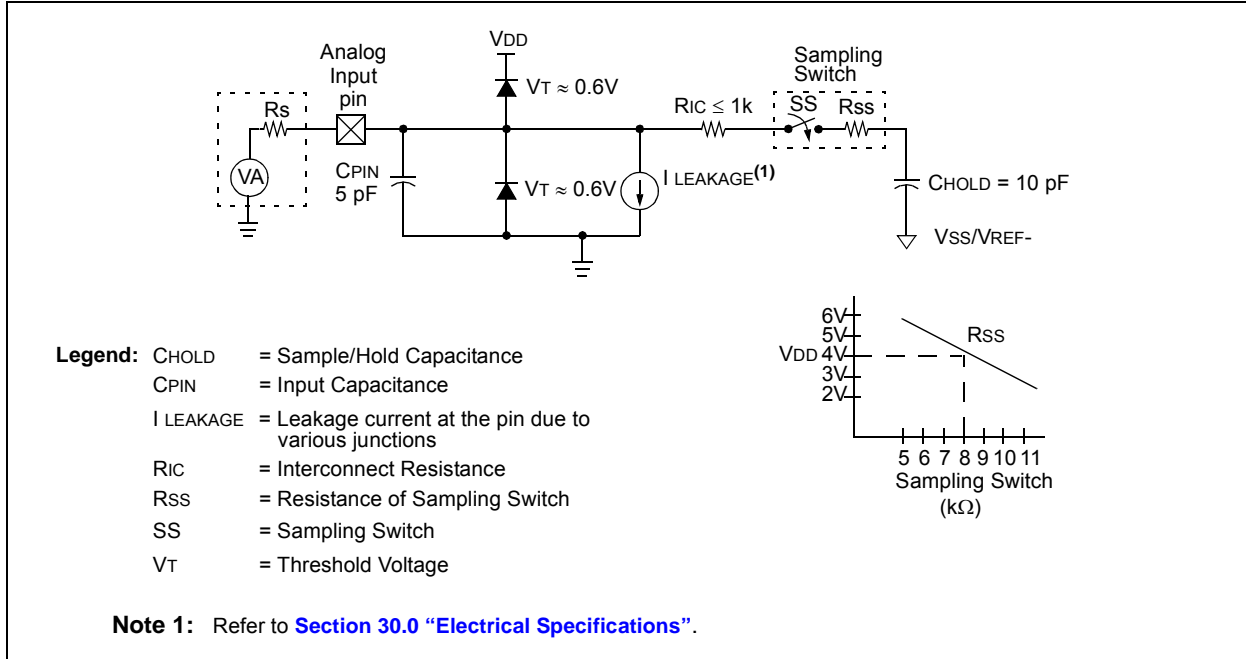 VDD
Analog
Input
pin
VT ≈ 0.6V
Sampling
Switch
Rs
RIC ≤ 1k
SS
Rss
VA
CPIN
5 pF
VT ≈ 0.6V
I LEAKAGE(1)
CHOLD = 10 pF
VSS/VREF-
6V
5V
VDD 4V
3V
2V
RSS
5 6 7 8 9 10 11
Sampling Switch
(kΩ)
Legend: CHOLD = Sample/Hold Capacitance
CPIN = Input Capacitance
I LEAKAGE = Leakage current at the pin due to
various junctions
RIC = Interconnect Resistance
RSS = Resistance of Sampling Switch
SS = Sampling Switch
VT = Threshold Voltage
Note 1: Refer to Section 30.0 “Electrical Specifications”.